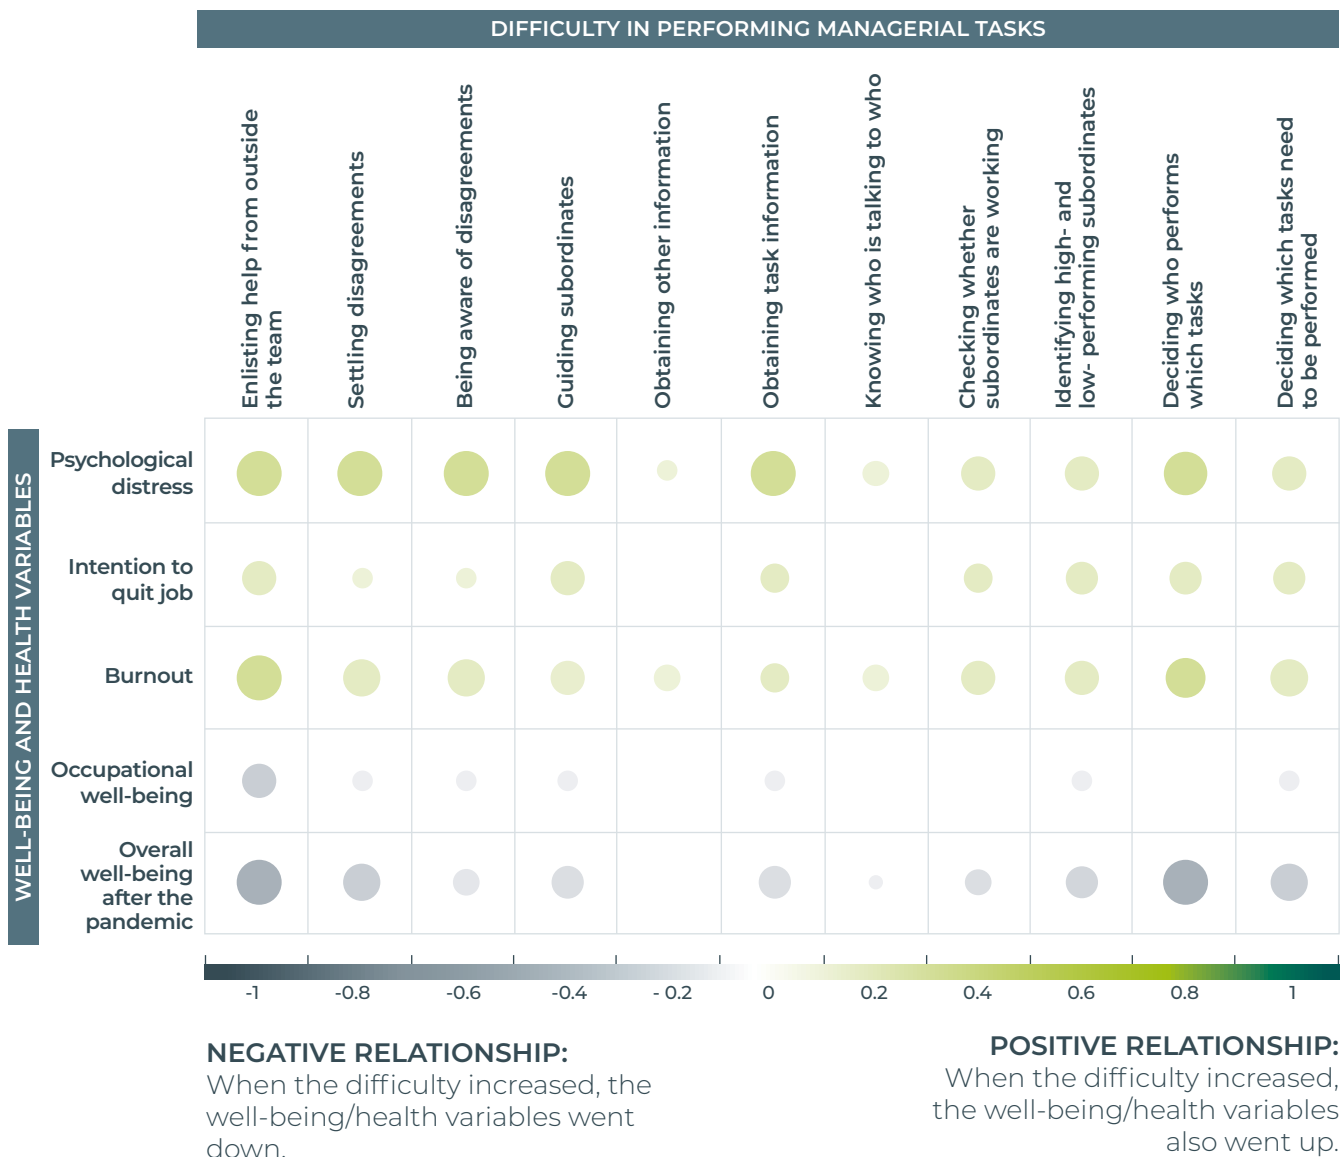 DIFFICULTY IN PERFORMING MANAGERIAL TASKS
Enlisting help from outside
the team
Settling disagreements
Being aware of disagreements
Guiding subordinates
Obtaining other information
Obtaining task information
Knowing who is talking to who
Checking whether
subordinates are working
Identifying high- and
low- performing subordinates
Deciding who performs
which tasks
Deciding which tasks need
to be performed
WELL-BEING AND HEALTH VARIABLES
Psychological
distress
Intention to
quit job
Burnout
Occupational
well-being
Overall
well-being
after the
pandemic
-1 -0.8 -0.6 -0.4 - 0.2 0 0.2 0.4 0.6 0.8 1
NEGATIVE RELATIONSHIP:
When the difficulty increased, the
well-being/health variables went
down.
POSITIVE RELATIONSHIP:
When the difficulty increased,
the well-being/health variables
also went up.